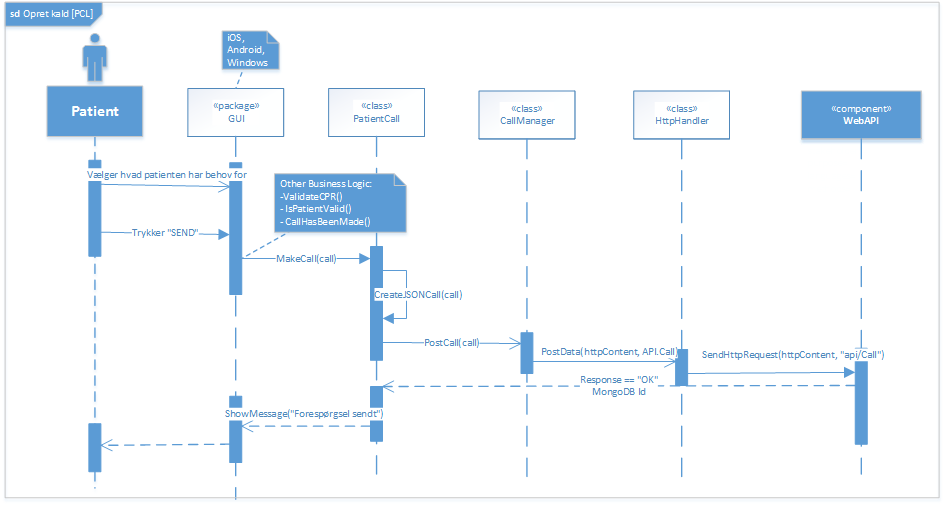 sd Opret kald [PCL]
iOS,
Android,
Windows
Patient
«package»
GUI
«class»
PatientCall
«class»
CallManager
«class»
HttpHandler
«component»
WebAPI
Vælger hvad patienten har behov for
Other Business Logic:
-ValidateCPR()
- IsPatientValid()
- CallHasBeenMade()
Trykker "SEND"
MakeCall(call)
CreateJSONCall(call)
PostCall(call)
PostData(httpContent, API.Call)
SendHttpRequest(httpContent, "api/Call")
Response == "OK"
MongoDB Id
ShowMessage("Forespørgsel sendt")